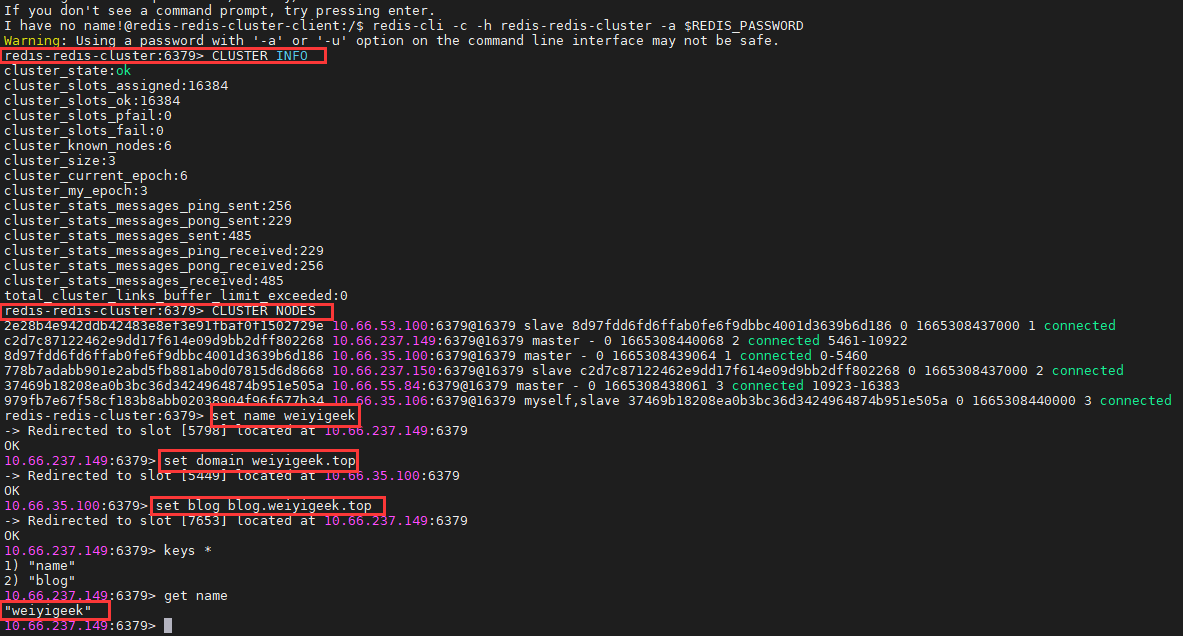 If you don't see a command prompt, try pressing enter.
I have no name!@redis-redis-cluster-client:/$ redis-cli -c -h redis-redis-cluster -a $REDIS_PASSWORD
Warning: Using a password with '-a' or '-u' option on the command line interface may not be safe.
redis-redis-cluster:6379> CLUSTER INFO
cluster_state:ok
cluster_slots_assigned:16384
cluster_slots_ok:16384
cluster_slots_pfail:0
cluster_slots_fail:0
cluster_known_nodes:6
cluster_size:3
cluster_current_epoch:6
cluster_my_epoch:3
cluster_stats_messages_ping_sent:256
cluster_stats_messages_pong_sent:229
cluster_stats_messages_sent:485
cluster_stats_messages_ping_received:229
cluster_stats_messages_pong_received:256
cluster_stats_messages_received:485
total_cluster_links_buffer_limit_exceeded:0
redis-redis-cluster:6379> CLUSTER NODES
2e28b4e942ddb42483e8ef3e91fbaf0f1502729e 10.66.53.100:6379@16379 slave 8d97fdd6fd6ffab0fe6f9dbbc4001d3639b6d186 0 1665308437000 1 connected
c2d7c87122462e9dd17f614e09d9bb2dff802268 10.66.237.149:6379@16379 master - 0 1665308440068 2 connected 5461-10922
8d97fdd6fd6ffab0fe6f9dbbc4001d3639b6d186 10.66.35.100:6379@16379 master - 0 1665308439064 1 connected 0-5460
778b7adabb901e2abd5fb881ab0d07815d6d8668 10.66.237.150:6379@16379 slave c2d7c87122462e9dd17f614e09d9bb2dff802268 0 1665308437000 2 connected
37469b18208ea0b3bc36d3424964874b951e505a 10.66.55.84:6379@16379 master - 0 1665308438061 3 connected 10923-16383
979fb7e67f58cf183b8abb02038904f96f677b34 10.66.35.106:6379@16379 myself,slave 37469b18208ea0b3bc36d3424964874b951e505a 0 1665308440000 3 connected
redis-redis-cluster:6379> set name weiyigeek
-> Redirected to slot [5798] located at 10.66.237.149:6379
OK
10.66.237.149:6379> set domain weiyigeek.top
-> Redirected to slot [5449] located at 10.66.35.100:6379
OK
10.66.35.100:6379> set blog blog.weiyigeek.top
-> Redirected to slot [7653] located at 10.66.237.149:6379
OK
10.66.237.149:6379> keys *
1) "name"
2) "blog"
10.66.237.149:6379> get name
"weiyigeek"
10.66.237.149:6379>